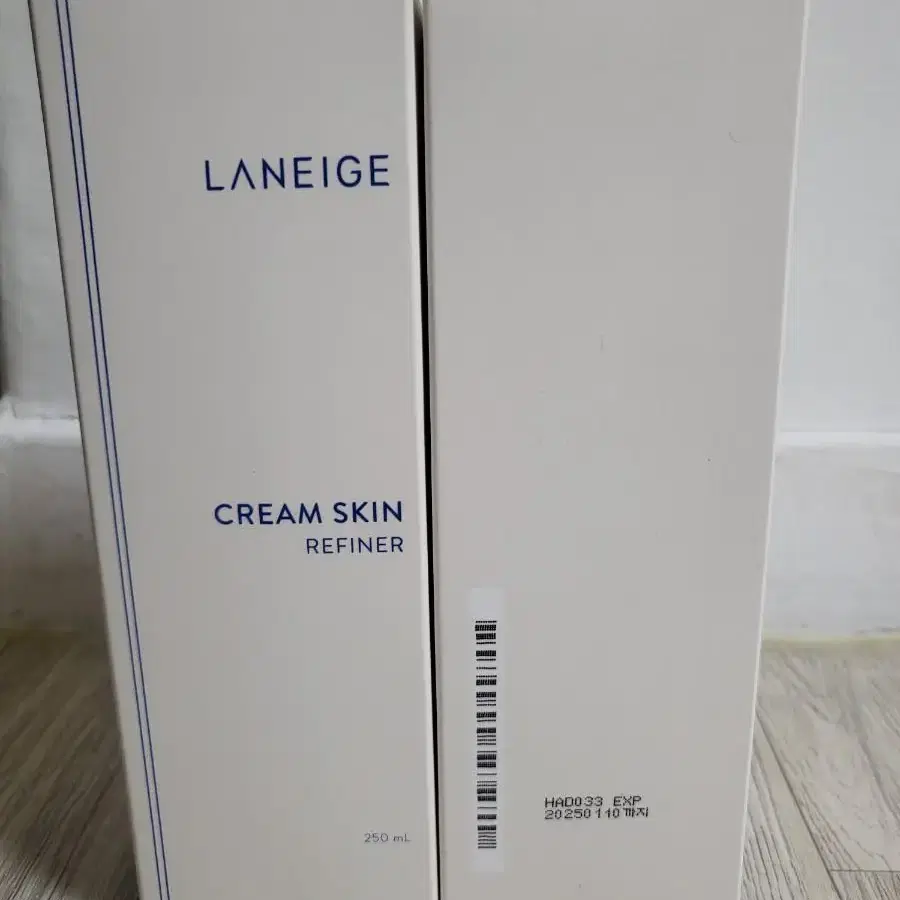 LANEIGE
CREAM SKIN
REFINER
250 mL
HAD033 EXP
20250110까지